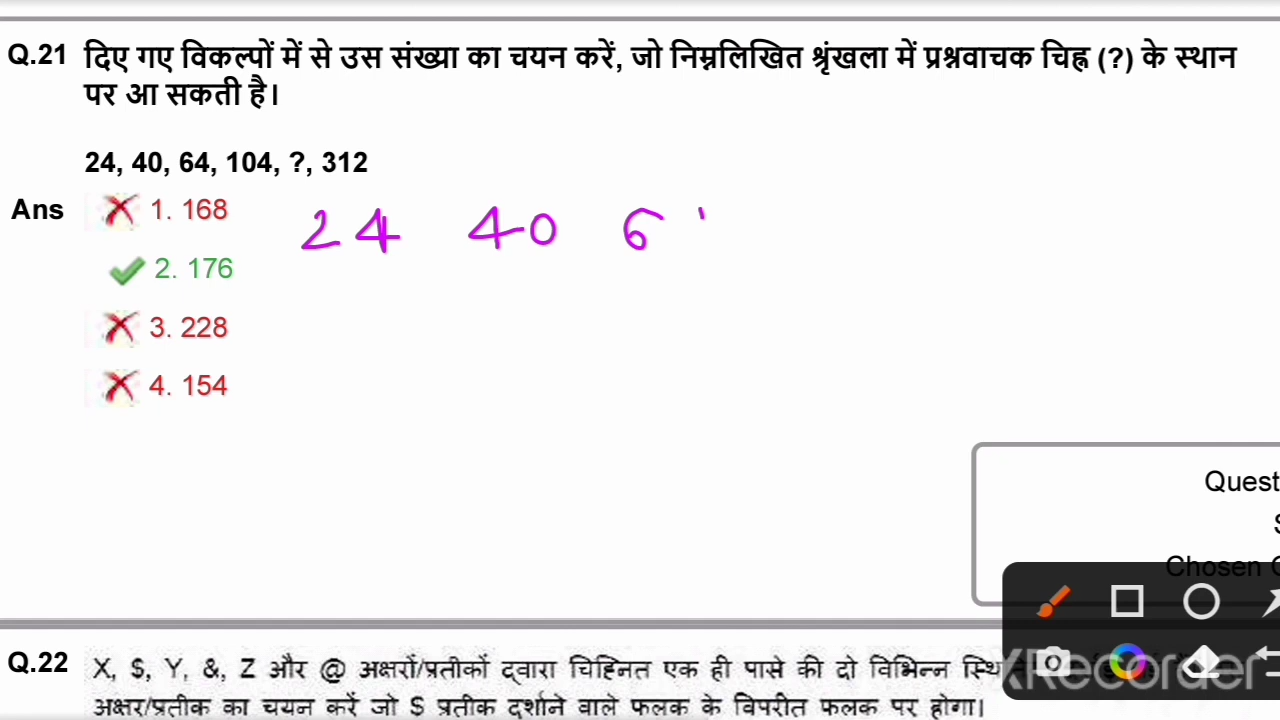 Q.21 दिए गए विकल्पों में से उस संख्या का चयन करें, जो निम्नलिखित श्रृंखला में प्रश्नवाचक चिह्न (?) के स्थान
पर आ सकती है।
24, 40, 64, 104, ?, 312
Ans 1. 168
24 40 6
2. 176
3. 228
4. 154
Quest
S
Chosen O
XRecorder
Q.22 X, $, Y, &, Z और @ अक्षरों/प्रतीकों द्वारा चिह्नित एक ही पासे की दो विभिन्न
अक्षर/प्रतीक का चयन करें जो $ प्रतीक दर्शाने वाले फलक के विपरीत फलक पर होगा।